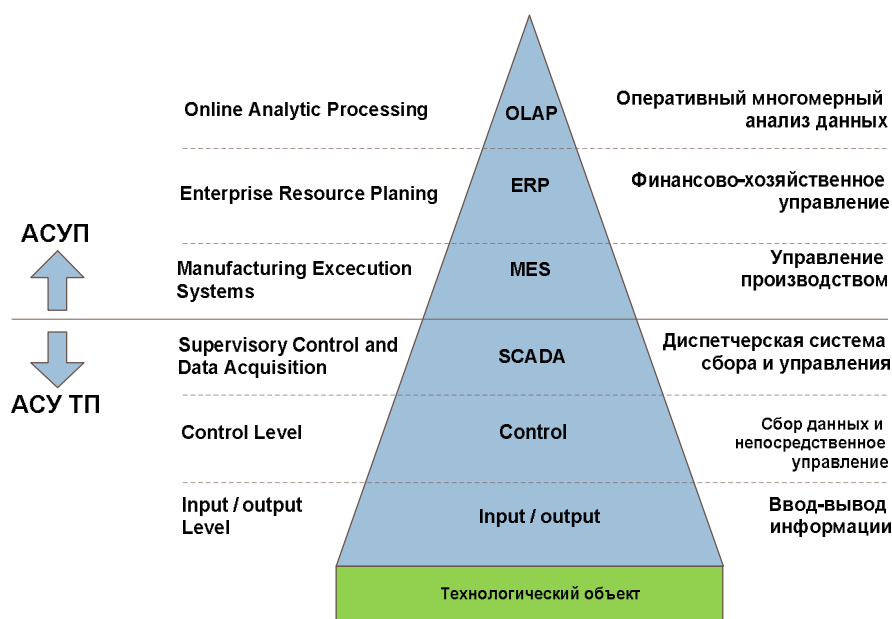 Online Analytic Processing
OLAP
Оперативный многомерный
анализ данных
Enterprise Resource Planing
ERP
Финансово-хозяйственное
управление
АСУП
Manufacturing Excecution
Systems
MES
Управление
производством
Supervisory Control and
Data Acquisition
SCADA
Диспетчерская система
сбора и управления
АСУ ТП
Control Level
Control
Сбор данных и
непосредственное
управление
Input / output
Level
Input / output
Ввод-вывод
информации
Технологический объект